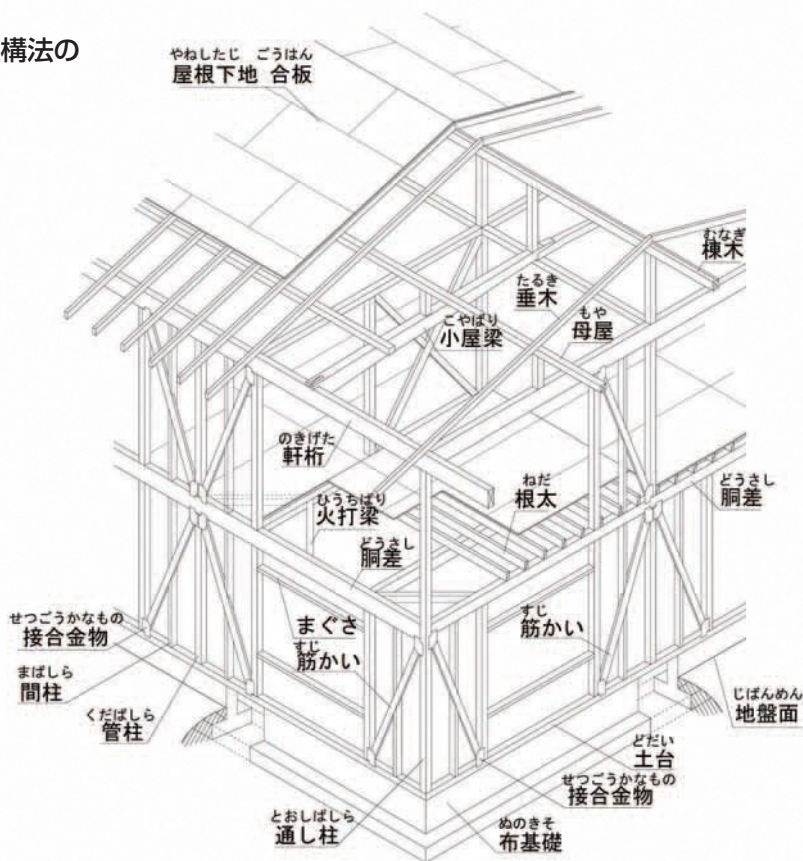 構法の
やねしたじ ごうはん
屋根下地 合板
むなぎ
棟木
たるき
垂木
もや
母屋
こやばり
小屋梁
のきげた
軒桁
ねだ
根太
どうさし
胴差
ひうちばり
火打梁
どうさし
胴差
まぐさ
すじ
筋かい
すじ
筋かい
せつごうかなもの
接合金物
まばしら
間柱
くだばしら
管柱
じばんめん
地盤面
どだい
土台
せつごうかなもの
接合金物
とおしばしら
通し柱
ぬのきそ
布基礎